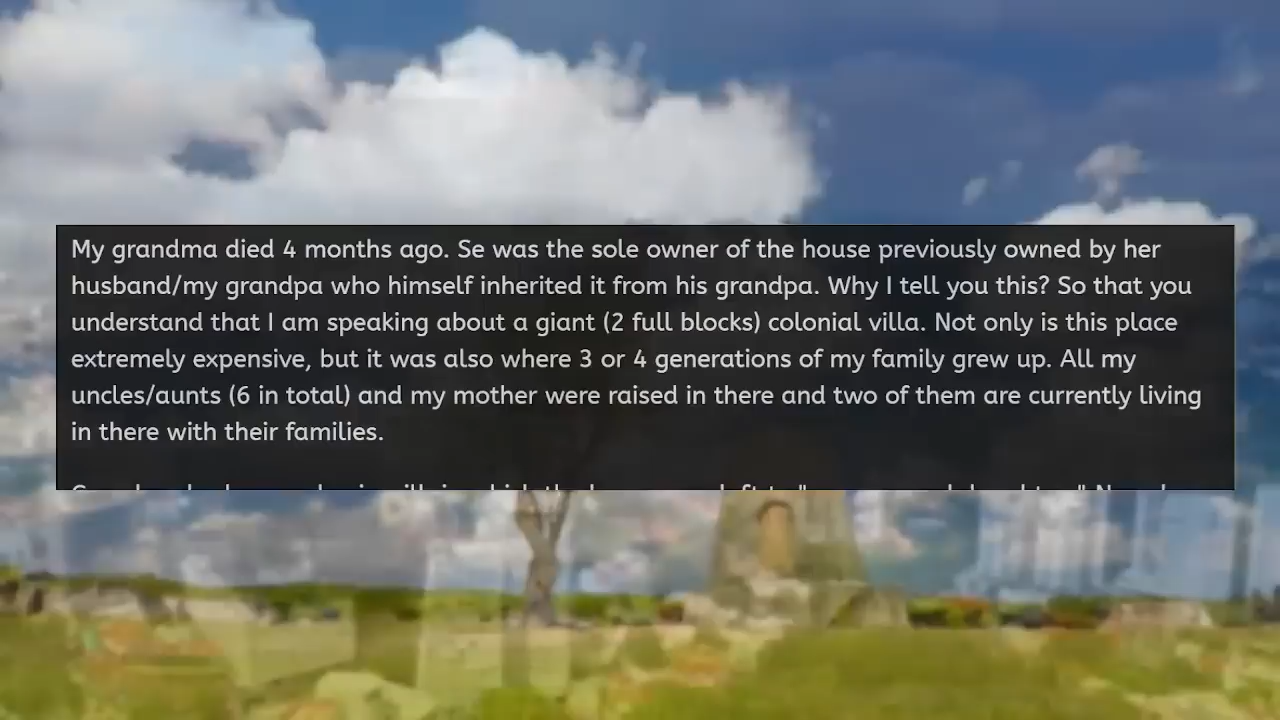 My grandma died 4 months ago. Se was the sole owner of the house previously owned by her
husband/my grandpa who himself inherited it from his grandpa. Why I tell you this? So that you
understand that I am speaking about a giant (2 full blocks) colonial villa. Not only is this place
extremely expensive, but it was also where 3 or 4 generations of my family grew up. All my
uncles/aunts (6 in total) and my mother were raised in there and two of them are currently living
in there with their families.